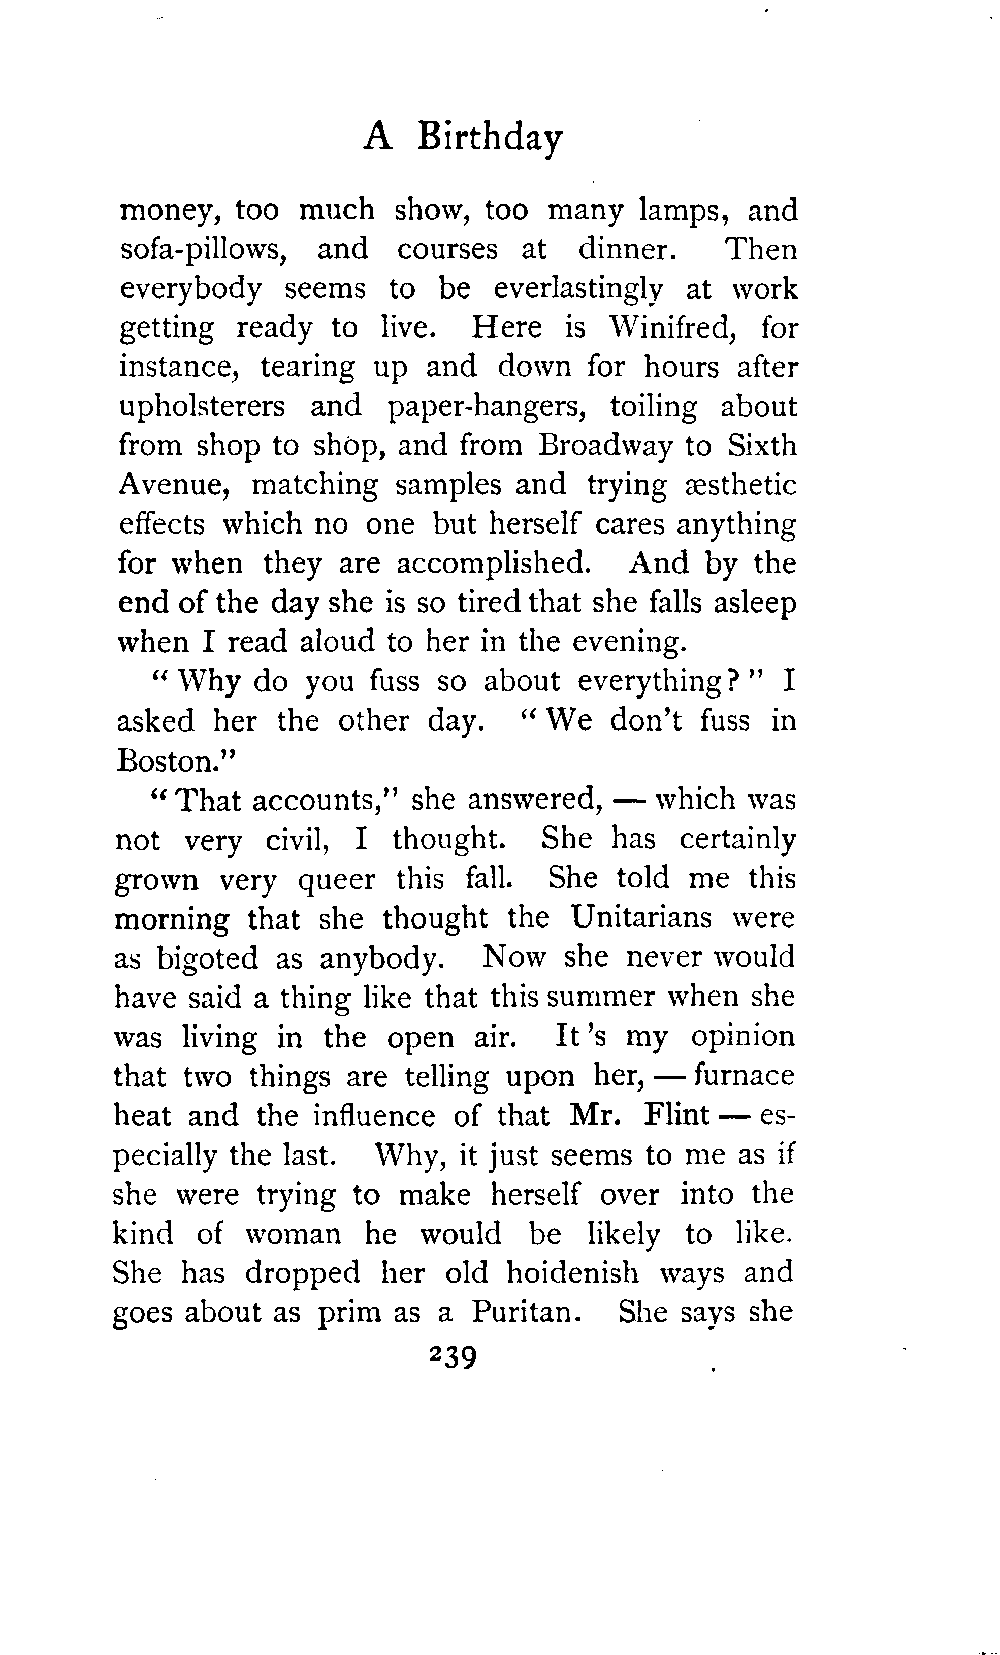 A Birthday
money, too much show, too many lamps, and
sofa-pillows, and courses at dinner. Then
everybody seems to be everlastingly at work
getting ready to live. Here is Winifred, for
instance, tearing up and down for hours after
upholsterers and paper-hangers, toiling about
from shop to shop, and from Broadway to Sixth
Avenue, matching samples and trying æsthetic
effects which no one but herself cares anything
for when they are accomplished. And by the
end of the day she is so tired that she falls asleep
when I read aloud to her in the evening.
“Why do you fuss so about everything?” I
asked her the other day. “We don't fuss in
Boston.”
“That accounts,” she answered, — which was
not very civil, I thought. She has certainly
grown very queer this fall. She told me this
morning that she thought the Unitarians were
as bigoted as anybody. Now she never would
have said a thing like that this summer when she
was living in the open air. It's my opinion
that two things are telling upon her, — furnace
heat and the influence of that Mr. Flint — es-
pecially the last. Why, it just seems to me as if
she were trying to make herself over into the
kind of woman he would be likely to like.
She has dropped her old hoidenish ways and
goes about as prim as a Puritan. She says she
239